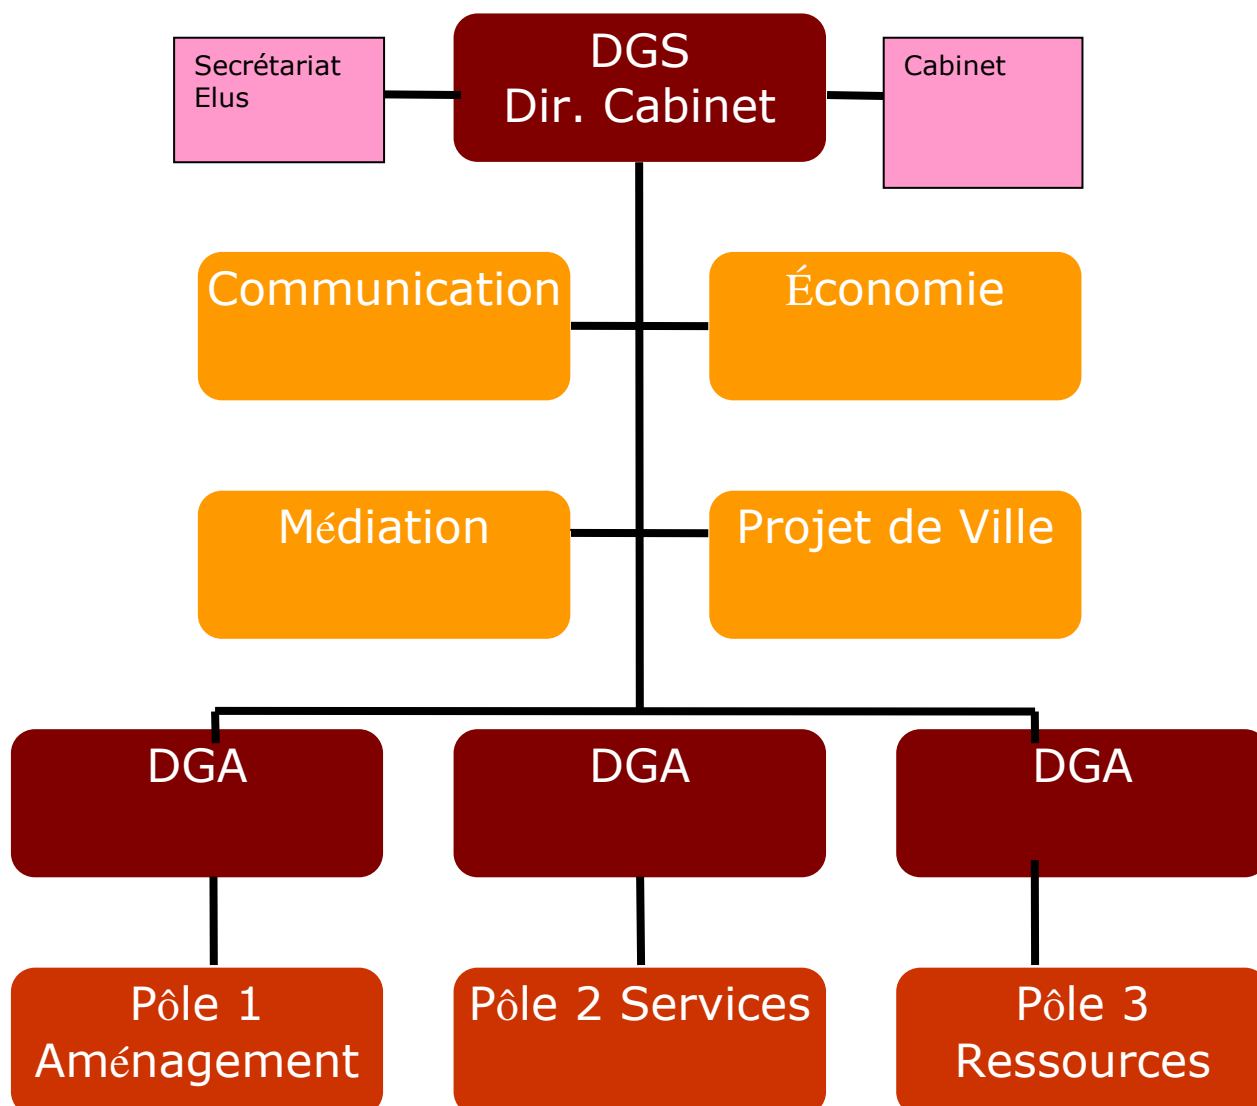 Secrétariat
Elus
DGS
Dir. Cabinet
Cabinet
Communication
Économie
Médiation
Projet de Ville
DGA
DGA
DGA
Pôle 1
Aménagement
Pôle 2 Services
Pôle 3
Ressources